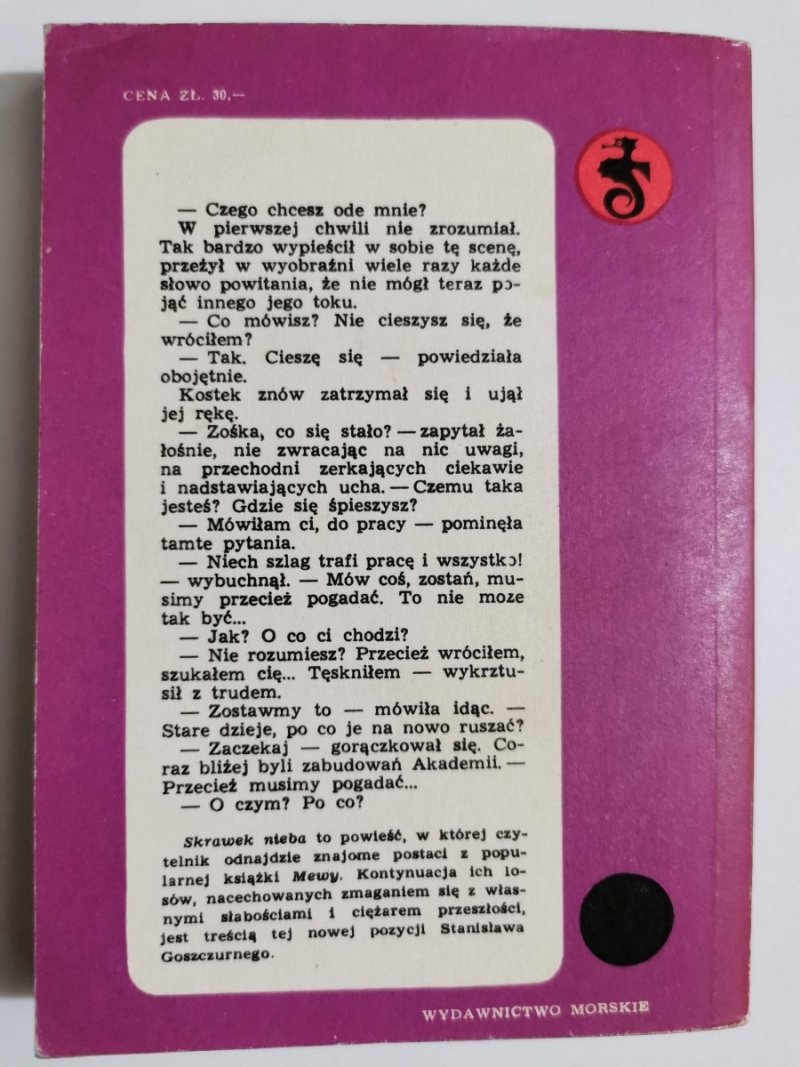 CENA ZŁ. 30,—
— Czego chcesz ode mnie?
W pierwszej chwili nie zrozumiał.
Tak bardzo wypieścił w sobie tę scenę,
przeżył w wyobraźni wiele razy każde
słowo powitania, że nie mógł teraz po-
jąć innego jego toku.
— Co mówisz? Nie cieszysz się, że
wróciłem?
— Tak. Cieszę się — powiedziała
obojętnie.
Kostek znów zatrzymał się i ujął
jej rękę.
— Zośka, co się stało? — zapytał ża-
łośnie, nie zwracając na nic uwagi,
na przechodni zerkających ciekawie
i nadstawiających ucha. — Czemu taka
jesteś? Gdzie się śpieszysz?
— Mówiłam ci, do pracy — pominęła
tamte pytania.
— Niech szlag trafi pracę i wszystko!
— wybuchnął. — Mów coś, zostań, mu-
simy przecież pogadać. To nie może
tak być...
— Jak? O co ci chodzi?
— Nie rozumiesz? Przecież wróciłem,
szukałem cię... Tęskniłem — wykrztu-
sił z trudem.
— Zostawmy to — mówiła idąc. —
Stare dzieje, po co je na nowo ruszać?
— Zaczekaj — gorączkował się. Co-
raz bliżej byli zabudowań Akademii. —
Przecież musimy pogadać...
— O czym? Po co?
Skrawek nieba to powieść, w której czy-
telnik odnajdzie znajome postaci z popu-
larnej książki Mewy. Kontynuacja ich lo-
sów, nacechowanych zmaganiem się z włas-
nymi słabościami i ciężarem przeszłości,
jest treścią tej nowej pozycji Stanisława
Goszczurnego.
WYDAWNICTWO MORSKIE